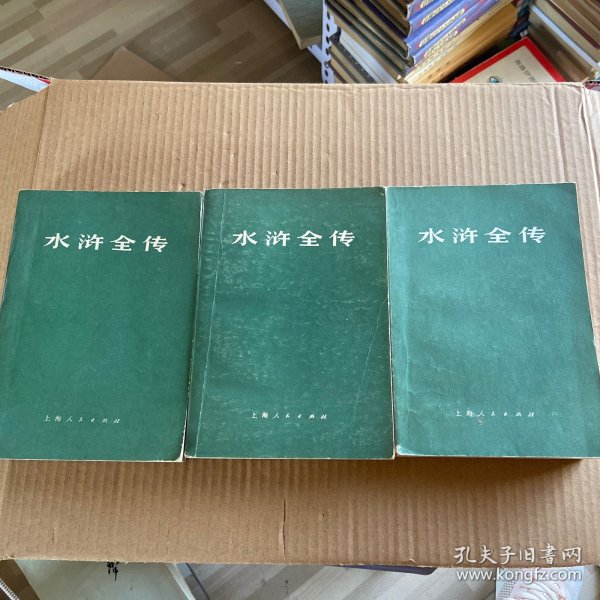 水浒全传
上海人民出版社
水浒全传
上海人民出版社
水浒全传
上海人民出版社
孔夫子旧书网
www.kongfz.com